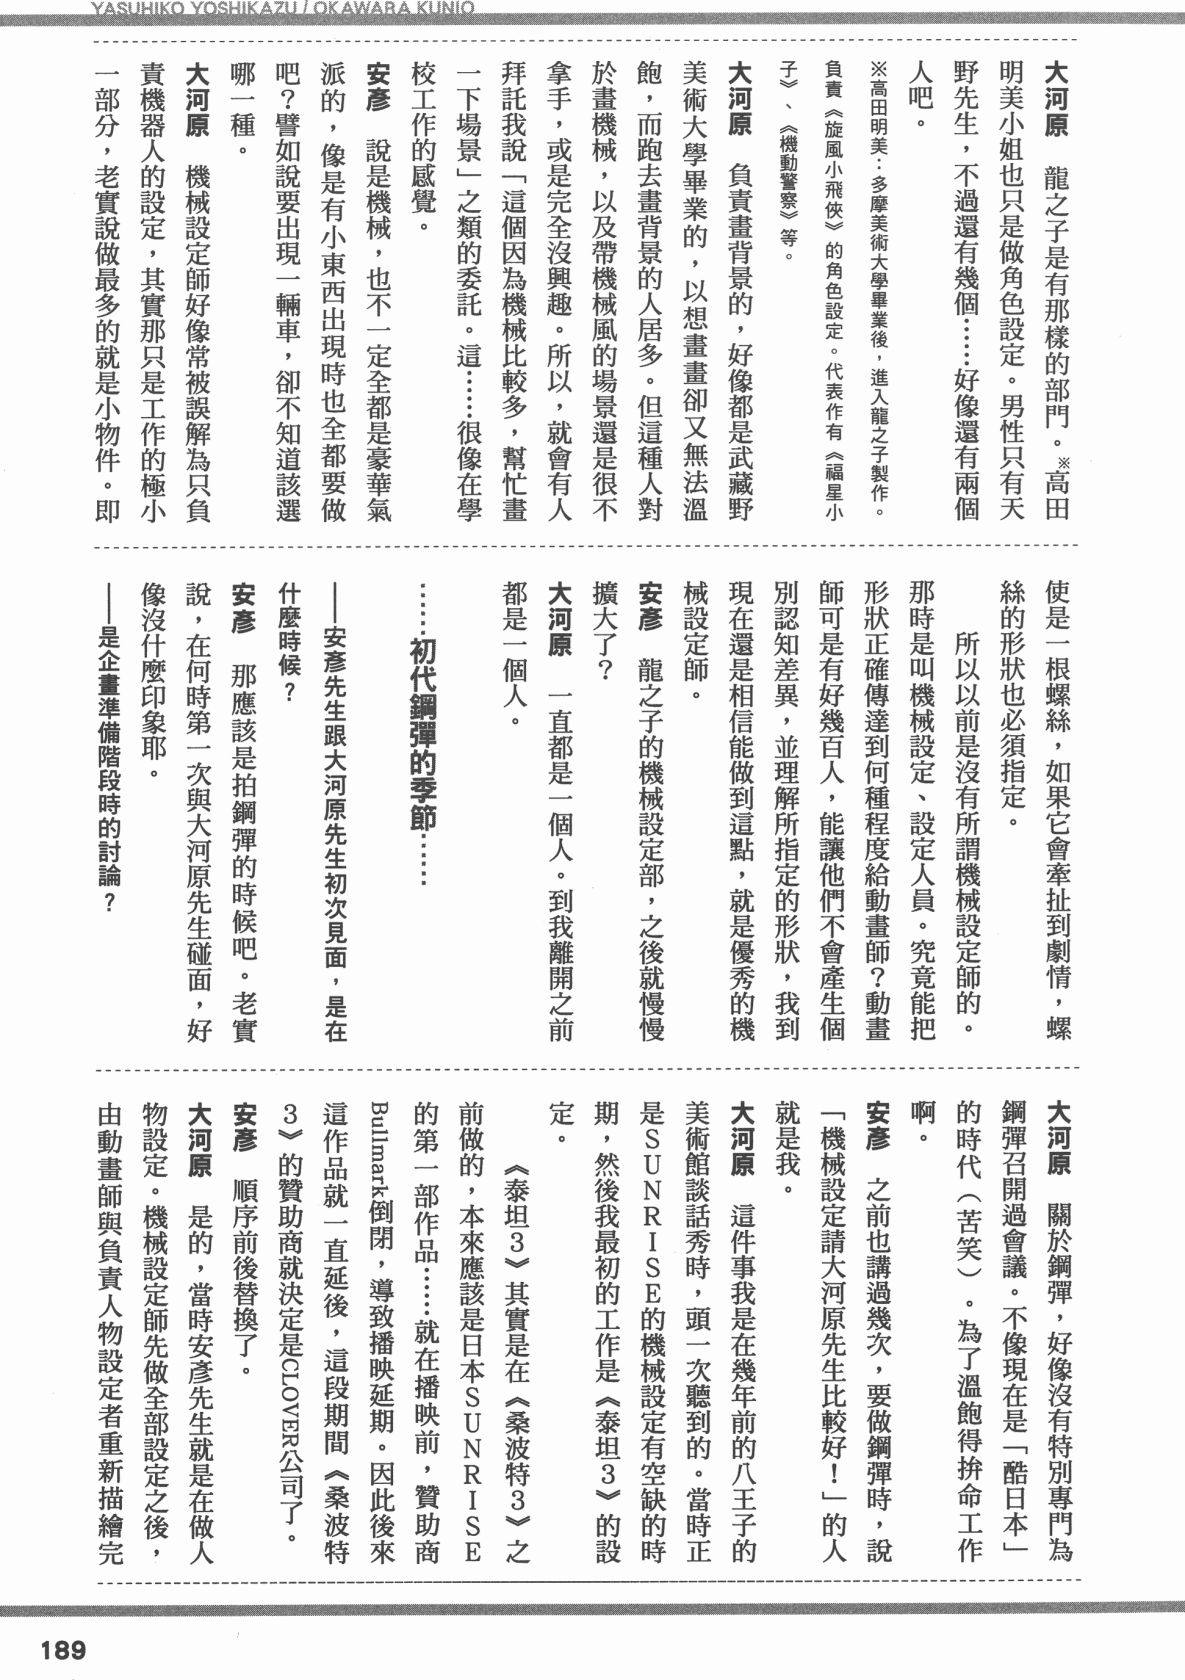 YASUHIKO YOSHIKAZU / OKAWARA KUNIO
大河原　龍之子是有那樣的部門。※高田
明美小姐也只是做角色設定。男性只有天
野先生，不過還有幾個……好像還有兩個
人吧。
※高田明美：多摩美術大學畢業後，進入龍之子製作。
負責《旋風小飛俠》的角色設定。代表作有《福星小
子》、《機動警察》等。
大河原　負責畫背景的，好像都是武藏野
美術大學畢業的，以想畫畫卻又無法溫
飽，而跑去畫背景的人居多。但這種人對
於畫機械，以及帶機械風的場景還是很不
拿手，或是完全沒興趣。所以，就會有人
拜託我說「這個因為機械比較多，幫忙畫
一下場景」之類的委託。這……很像在學
校工作的感覺。
安彥　說是機械，也不一定全都是豪華氣
派的，像是有小東西出現時也全都要做
吧？譬如說要出現一輛車，卻不知道該選
哪一種。
大河原　機械設定師好像常被誤解為只負
責機器人的設定，其實那只是工作的極小
一部分，老實說做最多的就是小物件。即
使是一根螺絲，如果它會牽扯到劇情，螺
絲的形狀也必須指定。
　所以以前是沒有所謂機械設定師的。
那時是叫機械設定、設定人員。究竟能把
形狀正確傳達到何種程度給動畫師？動畫
師可是有好幾百人，能讓他們不會產生個
別認知差異，並理解所指定的形狀，我到
現在還是相信能做到這點，就是優秀的機
械設定師。
安彥　龍之子的機械設定部，之後就慢慢
擴大了？
大河原　一直都是一個人。到我離開之前
都是一個人。
……初代鋼彈的季節……
——安彥先生跟大河原先生初次見面，是在
什麼時候？
安彥　那應該是拍鋼彈的時候吧。老實
說，在何時第一次與大河原先生碰面，好
像沒什麼印象耶。
——是企畫準備階段時的討論？
大河原　關於鋼彈，好像沒有特別專門為
鋼彈召開過會議。不像現在是「酷日本」
的時代（苦笑）。為了溫飽得拚命工作
啊。
安彥　之前也講過幾次，要做鋼彈時，說
「機械設定請大河原先生比較好！」的人
就是我。
大河原　這件事我是在幾年前的八王子的
美術館談話秀時，頭一次聽到的。當時正
是ＳＵＮＲＩＳＥ的機械設定有空缺的時
期，然後我最初的工作是《泰坦３》的設
定。
　《泰坦３》其實是在《桑波特３》之
前做的，本來應該是日本ＳＵＮＲＩＳＥ
的第一部作品……就在播映前，贊助商
Bullmark倒閉，導致播映延期。因此後來
這作品就一直延後，這段期間《桑波特
３》的贊助商就決定是CLOVER公司了。
安彥　順序前後替換了。
大河原　是的，當時安彥先生就是在做人
物設定。機械設定師先做全部設定之後，
由動畫師與負責人物設定者重新描繪完
189